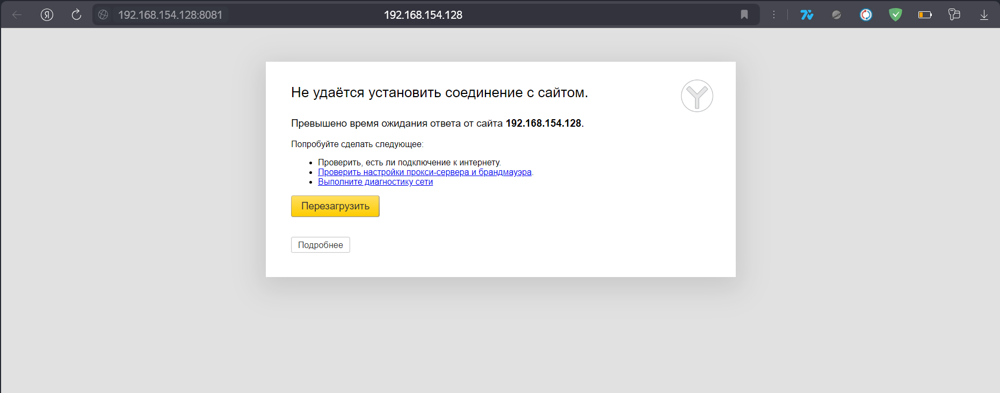 192.168.154.128:8081
192.168.154.128
Не удаётся установить соединение с сайтом.
Превышено время ожидания ответа от сайта 192.168.154.128.
Попробуйте сделать следующее:
Проверить, есть ли подключение к интернету.
Проверить настройки прокси-сервера и брандмауэра.
Выполните диагностику сети
Перезагрузить
Подробнее